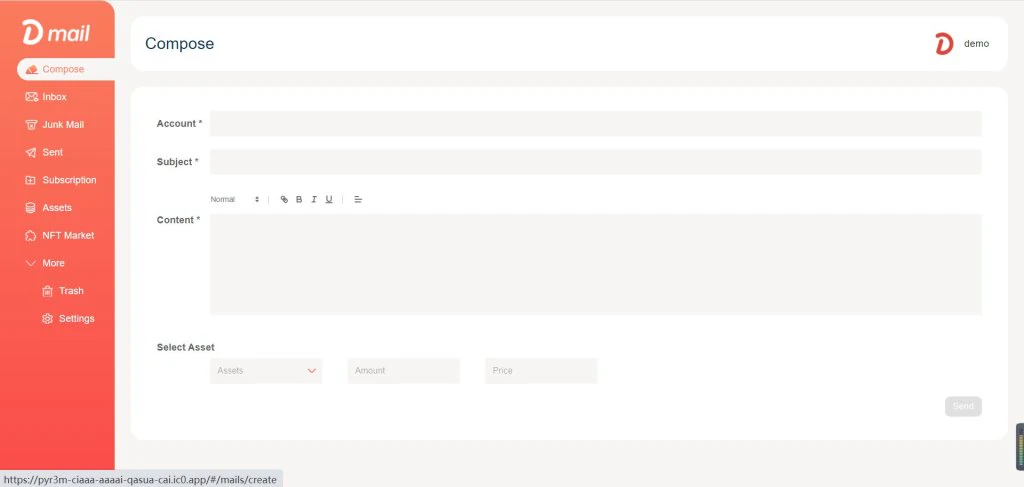 D mail
Compose
Inbox
Junk Mail
Sent
Subscription
Assets
NFT Market
More
Trash
Settings
Compose
D demo
Account *
Subject *
Normal B I U
Content *
Select Asset
Assets Amount Price
Send
https://pyr3m-ciaaa-aaaai-qasua-cai.ic0.app/#/mails/create